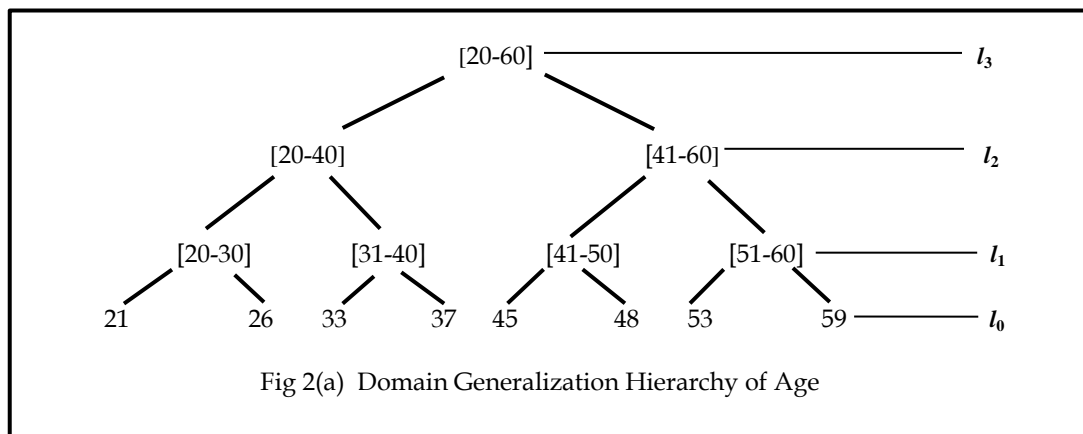 [20-60] l3
[20-40] [41-60] l2
[20-30] [31-40] [41-50] [51-60] l1
21 26 33 37 45 48 53 59 l0
Fig 2(a) Domain Generalization Hierarchy of Age